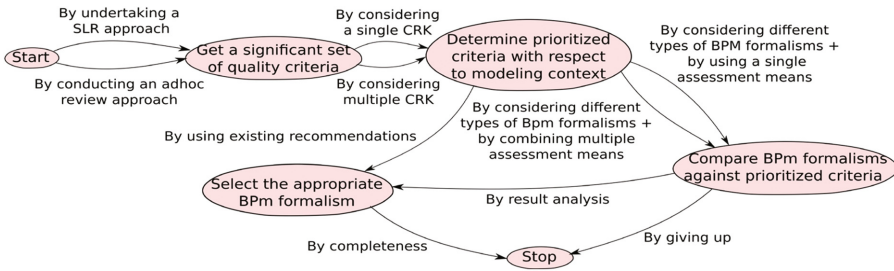 By undertaking a
SLR approach
Start
By conducting an adhoc
review approach
Get a significant set
of quality criteria
By considering
a single CRK
By considering
multiple CRK
Determine prioritized
criteria with respect
to modeling context
By considering different
types of BPM formalisms +
by using a single
assessment means
By considering different
types of Bpm formalisms +
by combining multiple
assessment means
By using existing recommendations
Compare BPm formalisms
against prioritized criteria
Select the appropriate
BPm formalism
By result analysis
By completeness
By giving up
Stop